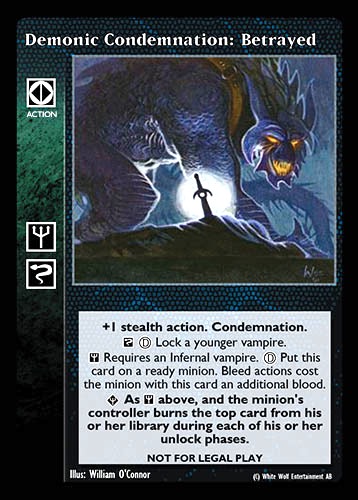 Demonic Condemnation: Betrayed
ACTION
+1 stealth action. Condemnation.
Ⓓ Lock a younger vampire.
Requires an Infernal vampire. Ⓓ Put this
card on a ready minion. Bleed actions cost
the minion with this card an additional blood.
As above, and the minion's
controller burns the top card from his
or her library during each of his or her
unlock phases.
NOT FOR LEGAL PLAY
Illus: William O'Connor
(C) White Wolf Entertainment AB